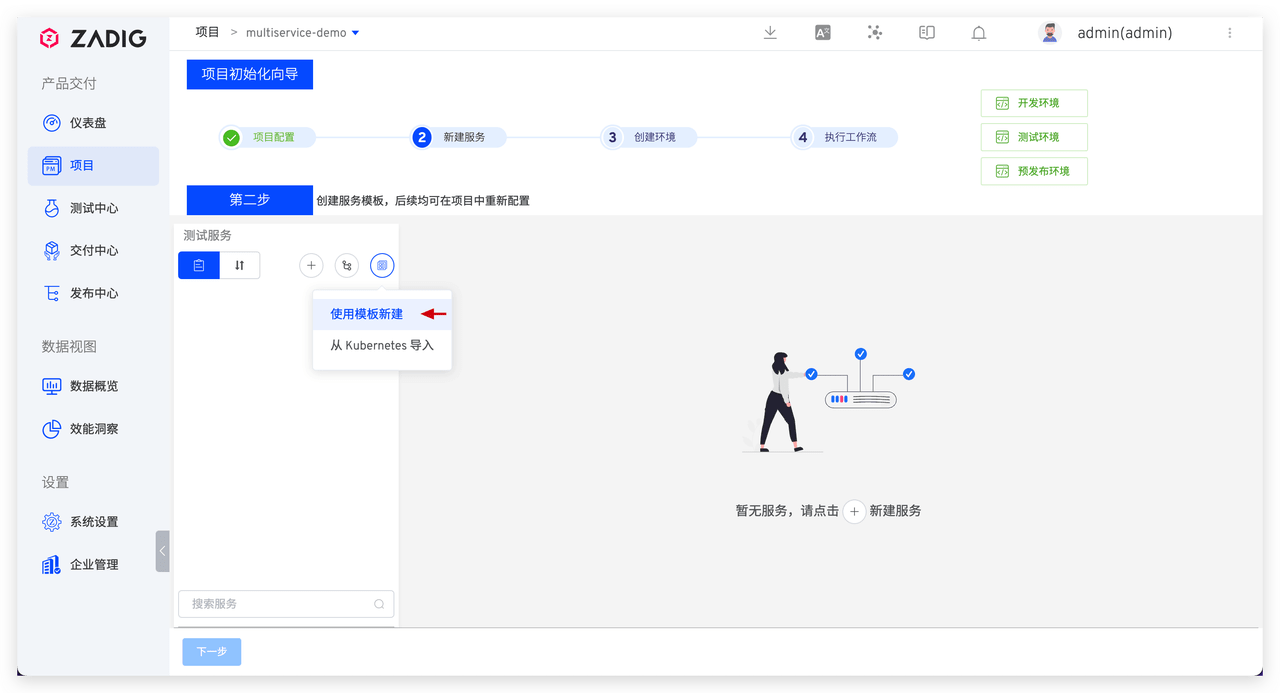 ZADIG
项目 > multiservice-demo
admin(admin)
产品交付
仪表盘
项目
测试中心
交付中心
发布中心
数据视图
数据概览
效能洞察
设置
系统设置
企业管理
项目初始化向导
项目配置
2 新建服务
3 创建环境
4 执行工作流
开发环境
测试环境
预发布环境
第二步 创建服务模板，后续均可在项目中重新配置
测试服务
使用模板新建
从 Kubernetes 导入
暂无服务，请点击 + 新建服务
搜索服务
下一步